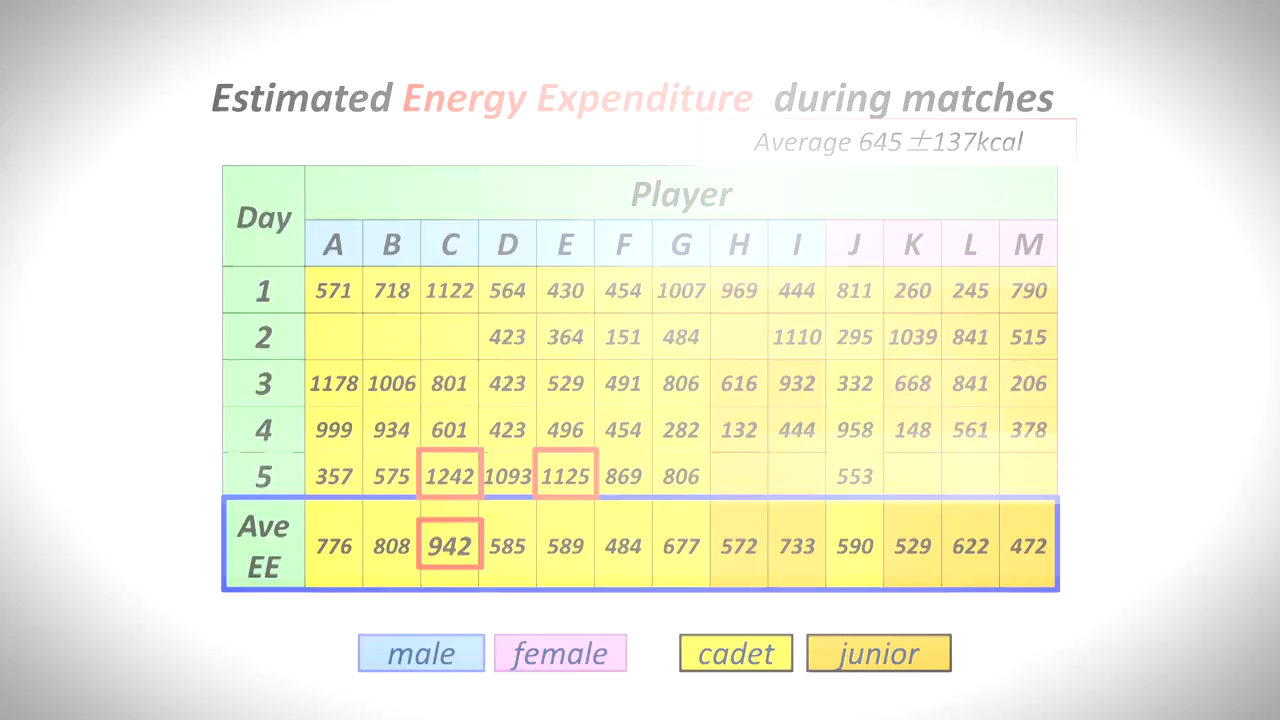 Estimated Energy Expenditure during matches
Average 645±137kcal
Day Player
A B C D E F G H I J K L M
1 571 718 1122 564 430 454 1007 969 444 811 260 245 790
2 423 364 151 484 1110 295 1039 841 515
3 1178 1006 801 423 529 491 806 616 932 332 668 841 206
4 999 934 601 423 496 454 282 132 444 958 148 561 378
5 357 575 1242 1093 1125 869 806 553
Ave EE 776 808 942 585 589 484 677 572 733 590 529 622 472
male female cadet junior